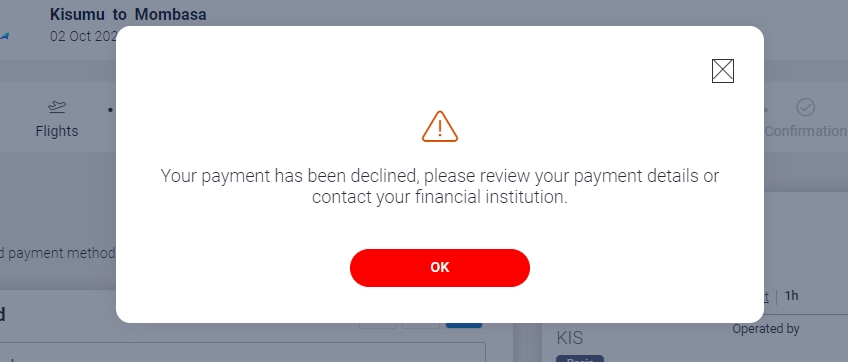 Kisumu to Mombasa
02 Oct 202
Flights
Confirmation
Your payment has been declined, please review your payment details or
contact your financial institution.
d payment method
OK
1h
Operated by
KIS